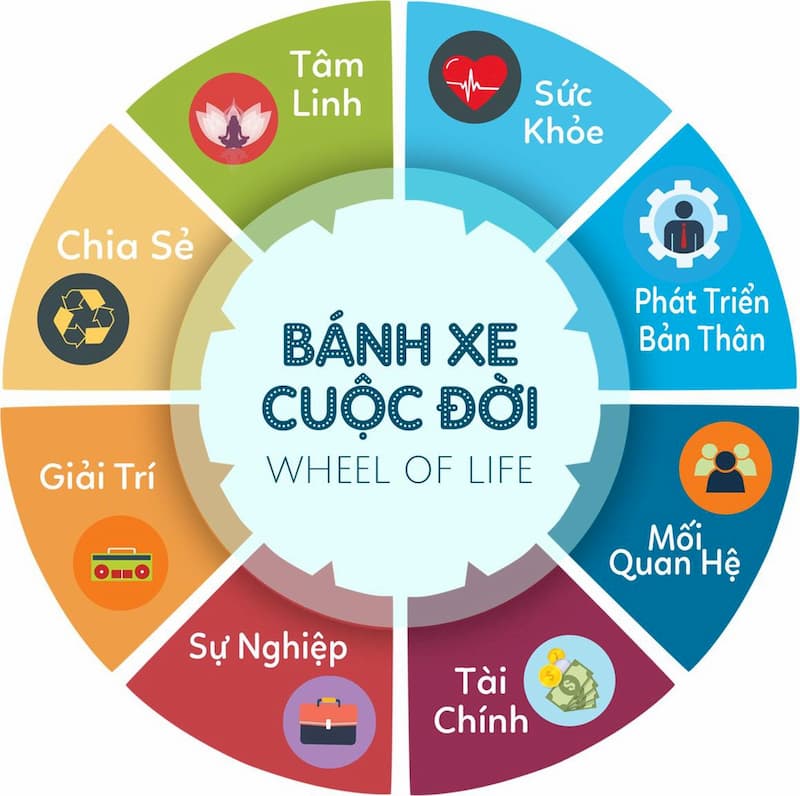 Tâm
Linh
Sức
Khỏe
Chia Sẻ
Phát Triển
Bản Thân
BÁNH XE
CUỘC ĐỜI
WHEEL OF LIFE
Giải Trí
Mối
Quan Hệ
Sự Nghiệp
Tài
Chính